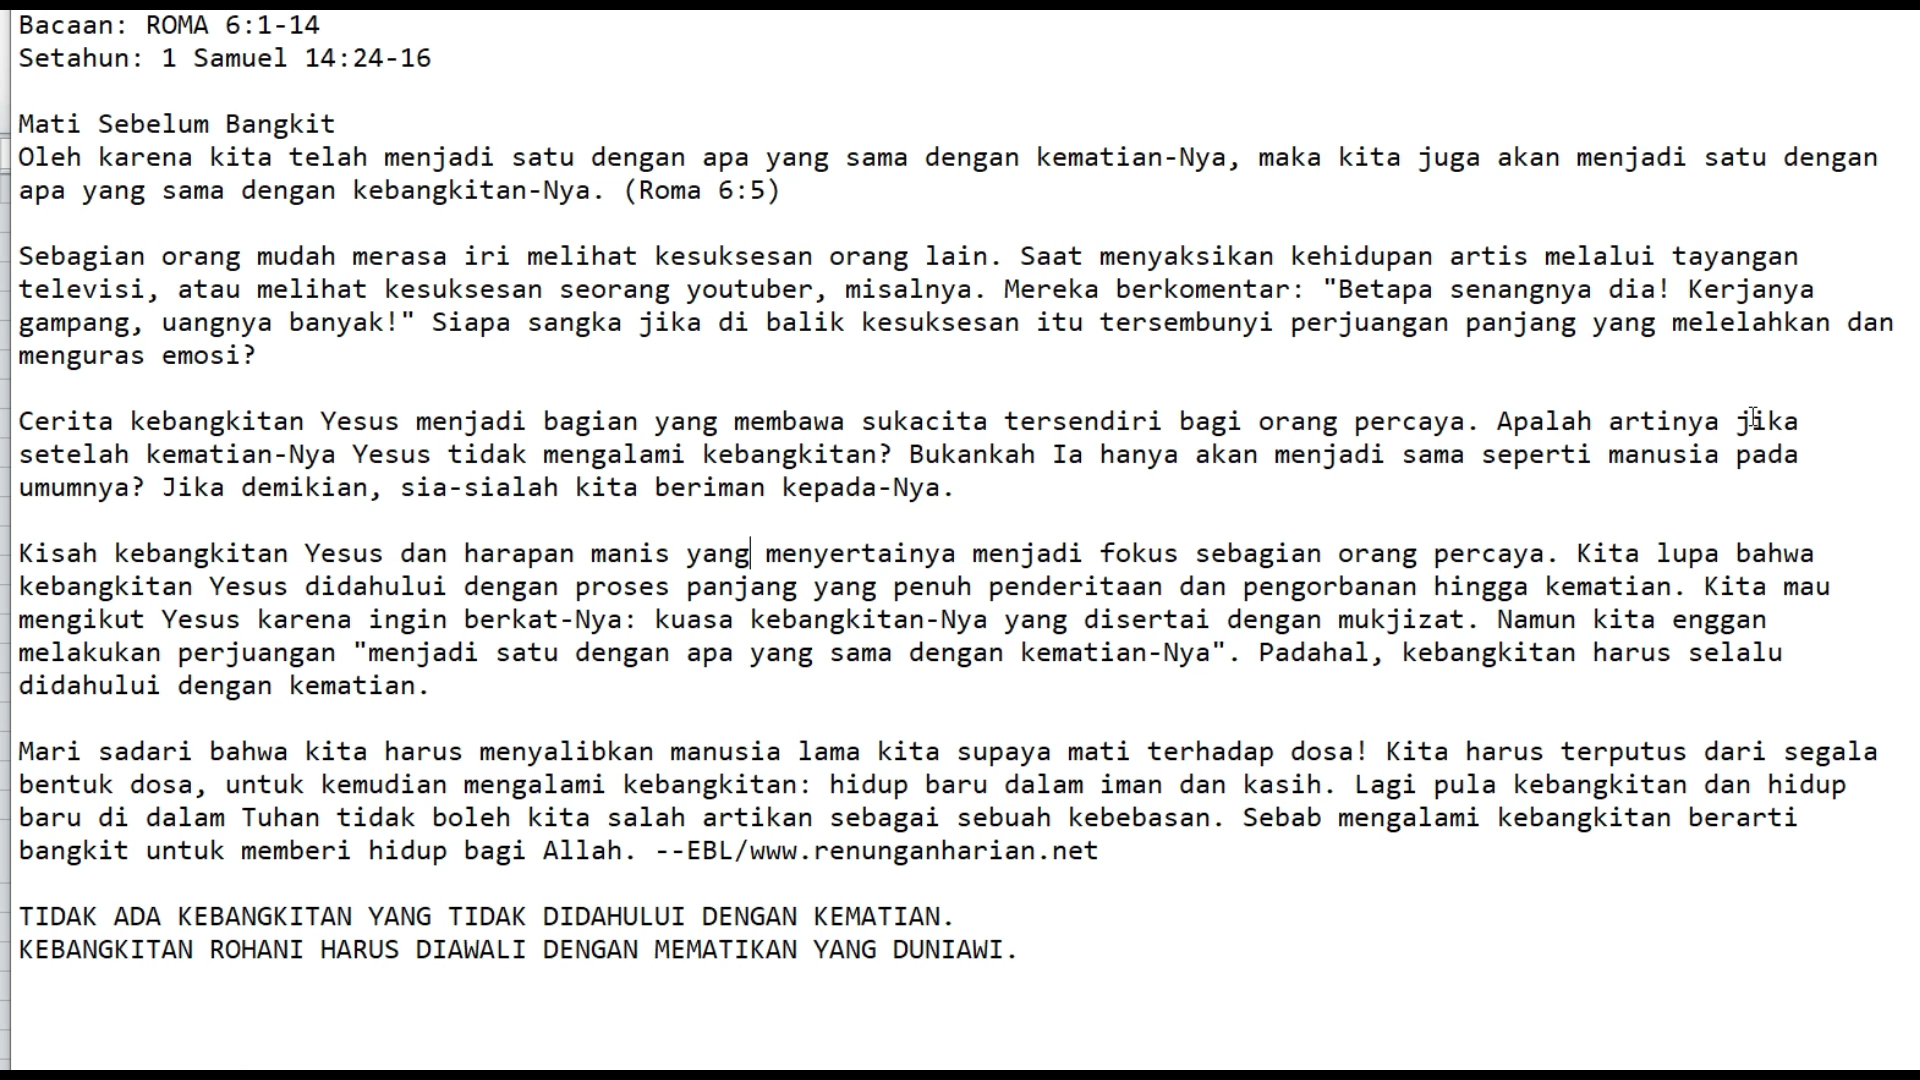 Bacaan: ROMA 6:1-14
Setahun: 1 Samuel 14:24-16
Mati Sebelum Bangkit
Oleh karena kita telah menjadi satu dengan apa yang sama dengan kematian-Nya, maka kita juga akan menjadi satu dengan
apa yang sama dengan kebangkitan-Nya. (Roma 6:5)
Sebagian orang mudah merasa iri melihat kesuksesan orang lain. Saat menyaksikan kehidupan artis melalui tayangan
televisi, atau melihat kesuksesan seorang youtuber, misalnya. Mereka berkomentar: "Betapa senangnya dia! Kerjanya
gampang, uangnya banyak!" Siapa sangka jika di balik kesuksesan itu tersembunyi perjuangan panjang yang melelahkan dan
menguras emosi?
Cerita kebangkitan Yesus menjadi bagian yang membawa sukacita tersendiri bagi orang percaya. Apalah artinya jika
setelah kematian-Nya Yesus tidak mengalami kebangkitan? Bukankah Ia hanya akan menjadi sama seperti manusia pada
umumnya? Jika demikian, sia-sialah kita beriman kepada-Nya.
Kisah kebangkitan Yesus dan harapan manis yang menyertainya menjadi fokus sebagian orang percaya. Kita lupa bahwa
kebangkitan Yesus didahului dengan proses panjang yang penuh penderitaan dan pengorbanan hingga kematian. Kita mau
mengikut Yesus karena ingin berkat-Nya: kuasa kebangkitan-Nya yang disertai dengan mukjizat. Namun kita enggan
melakukan perjuangan "menjadi satu dengan apa yang sama dengan kematian-Nya". Padahal, kebangkitan harus selalu
didahului dengan kematian.
Mari sadari bahwa kita harus menyalibkan manusia lama kita supaya mati terhadap dosa! Kita harus terputus dari segala
bentuk dosa, untuk kemudian mengalami kebangkitan: hidup baru dalam iman dan kasih. Lagi pula kebangkitan dan hidup
baru di dalam Tuhan tidak boleh kita salah artikan sebagai sebuah kebebasan. Sebab mengalami kebangkitan berarti
bangkit untuk memberi hidup bagi Allah. --EBL/www.renunganharian.net
TIDAK ADA KEBANGKITAN YANG TIDAK DIDAHULUI DENGAN KEMATIAN.
KEBANGKITAN ROHANI HARUS DIAWALI DENGAN MEMATIKAN YANG DUNIAWI.